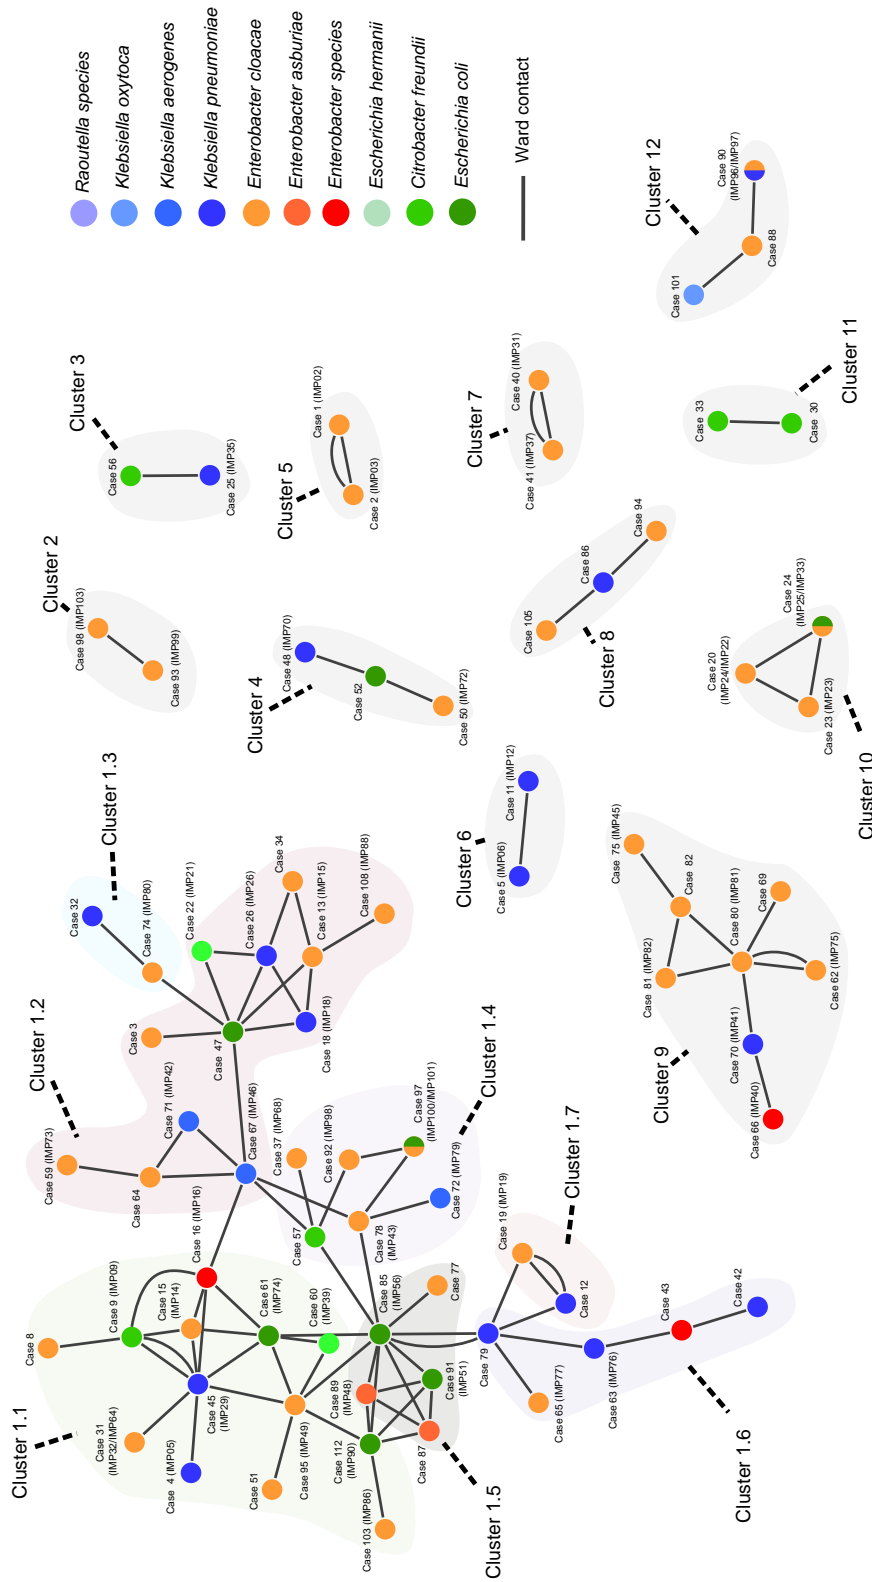 Raoutella species
Klebsiella oxytoca
Klebsiella aerogenes
Klebsiella pneumoniae
Enterobacter cloacae
Enterobacter asburiae
Enterobacter species
Escherichia hermanii
Citrobacter freundii
Escherichia coli
Ward contact
Cluster 1.1
Case 8
Case 9 (IMP09)
Case 15
(IMP14)
Case 16 (IMP16)
Case 31
(IMP32/IMP64)
Case 4 (IMP05)
Case 45
(IMP29)
Case 61
(IMP74)
Case 60
(IMP39)
Case 51
Case 95 (IMP49)
Case 103 (IMP86)
Case 112
(IMP90)
Case 89
(IMP48)
Case 85
(IMP56)
Case 77
Case 91
(IMP51)
Case 87
Cluster 1.5
Cluster 1.2
Case 59 (IMP73)
Case 64
Case 71 (IMP42)
Case 67 (IMP46)
Case 3
Case 47
Case 22 (IMP21)
Case 26 (IMP26)
Case 18 (IMP18)
Case 34
Case 13 (IMP15)
Case 108 (IMP88)
Cluster 1.3
Case 32
Case 74 (IMP80)
Cluster 1.4
Case 37 (IMP68)
Case 92 (IMP98)
Case 97
(IMP100/IMP101)
Case 57
Case 78
(IMP43)
Case 72 (IMP79)
Cluster 1.7
Case 19 (IMP19)
Case 12
Case 79
Case 65 (IMP77)
Case 63 (IMP76)
Case 43
Case 42
Cluster 1.6
Cluster 2
Case 98 (IMP103)
Case 93 (IMP99)
Cluster 3
Case 56
Case 25 (IMP35)
Cluster 4
Case 48 (IMP70)
Case 52
Case 50 (IMP72)
Cluster 5
Case 1 (IMP02)
Case 2 (IMP03)
Cluster 6
Case 11 (IMP12)
Case 5 (IMP06)
Cluster 7
Case 40 (IMP31)
Case 41 (IMP37)
Cluster 8
Case 105
Case 86
Case 94
Cluster 9
Case 75 (IMP45)
Case 82
Case 81 (IMP82)
Case 80 (IMP81)
Case 69
Case 62 (IMP75)
Case 70 (IMP41)
Case 66 (IMP40)
Cluster 10
Case 20
(IMP24/IMP22)
Case 24
(IMP25/IMP33)
Case 23 (IMP23)
Cluster 11
Case 33
Case 30
Cluster 12
Case 90
(IMP96/IMP97)
Case 88
Case 101